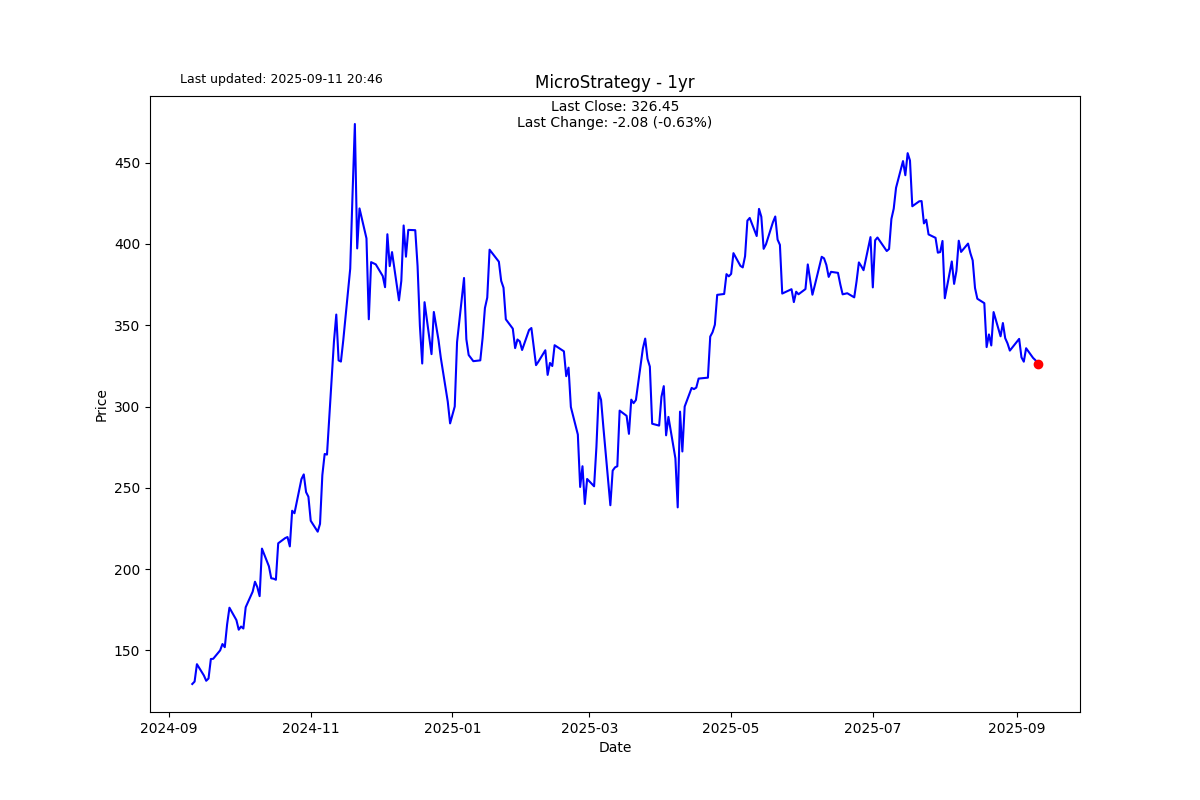 Last updated: 2025-09-11 20:46
MicroStrategy - 1yr
Last Close: 326.45
Last Change: -2.08 (-0.63%)
Price
450
400
350
300
250
200
150
2024-09
2024-11
2025-01
2025-03
2025-05
2025-07
2025-09
Date